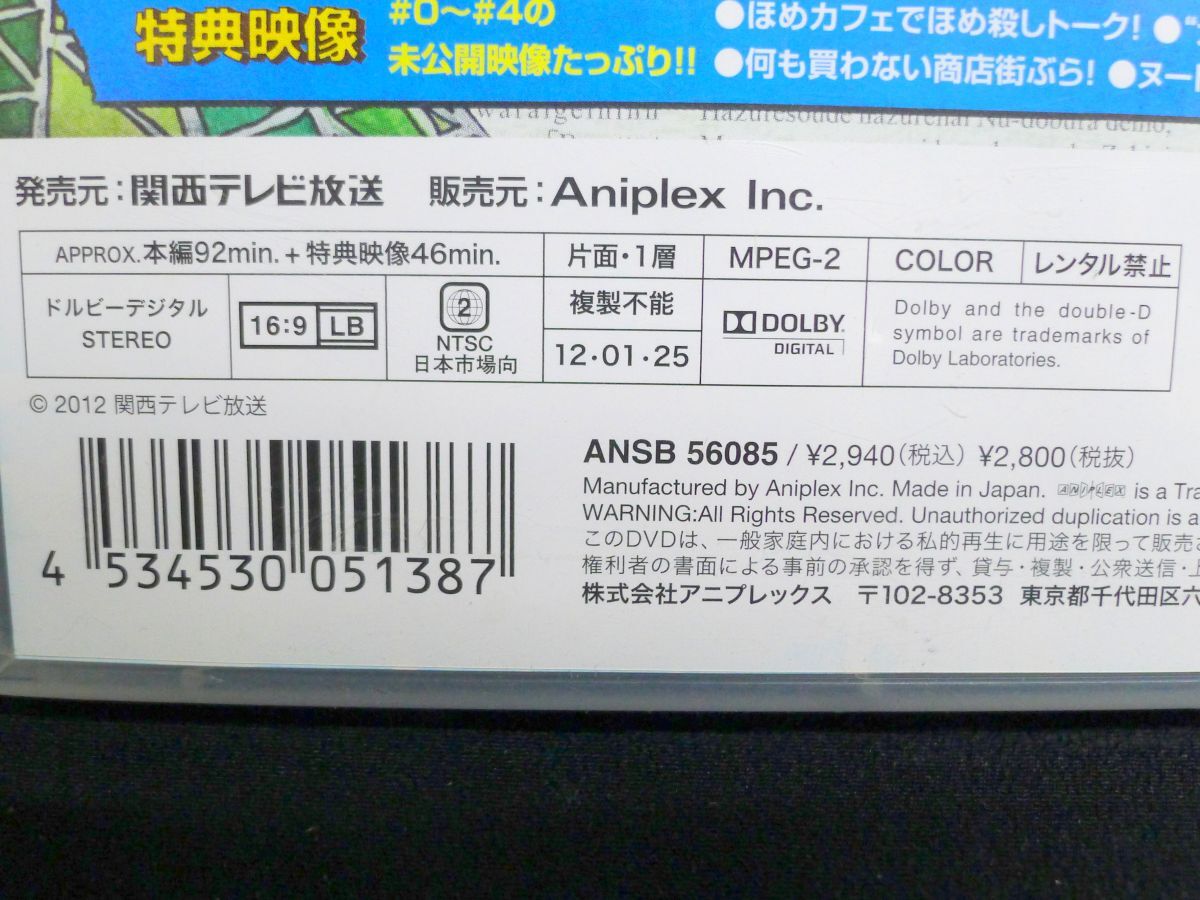 特典映像
#0〜#4の
未公開映像たっぷり!!
●ほめカフェでほめ殺しトーク! ●
●何も買わない商店街ぶら! ●ヌー
発売元:関西テレビ放送 販売元:Aniplex Inc.
APPROX.本編92min.+特典映像46min. 片面・1層 MPEG-2 COLOR レンタル禁止
ドルビーデジタル
STEREO
16:9 LB
2
NTSC
日本市場向
複製不能
12・01・25
DOLBY
DIGITAL
Dolby and the double-D
symbol are trademarks of
Dolby Laboratories.
© 2012 関西テレビ放送
4 534530 051387
ANSB 56085 / ¥2,940(税込) ¥2,800(税抜)
Manufactured by Aniplex Inc. Made in Japan. ANIPLEX is a Tra
WARNING:All Rights Reserved. Unauthorized duplication is a
このDVDは、一般家庭内における私的再生に用途を限って販売
権利者の書面による事前の承認を得ず、貸与・複製・公衆送信・上
株式会社アニプレックス 〒102-8353 東京都千代田区六